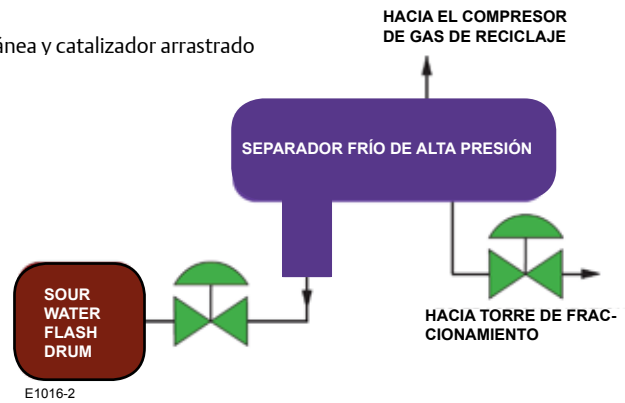 HACIA EL COMPRESOR
DE GAS DE RECICLAJE
y catalizador arrastrado
SEPARADOR FRÍO DE ALTA PRESIÓN
SOUR
WATER
FLASH
DRUM
HACIA TORRE DE FRAC-
CIONAMIENTO
E1016-2